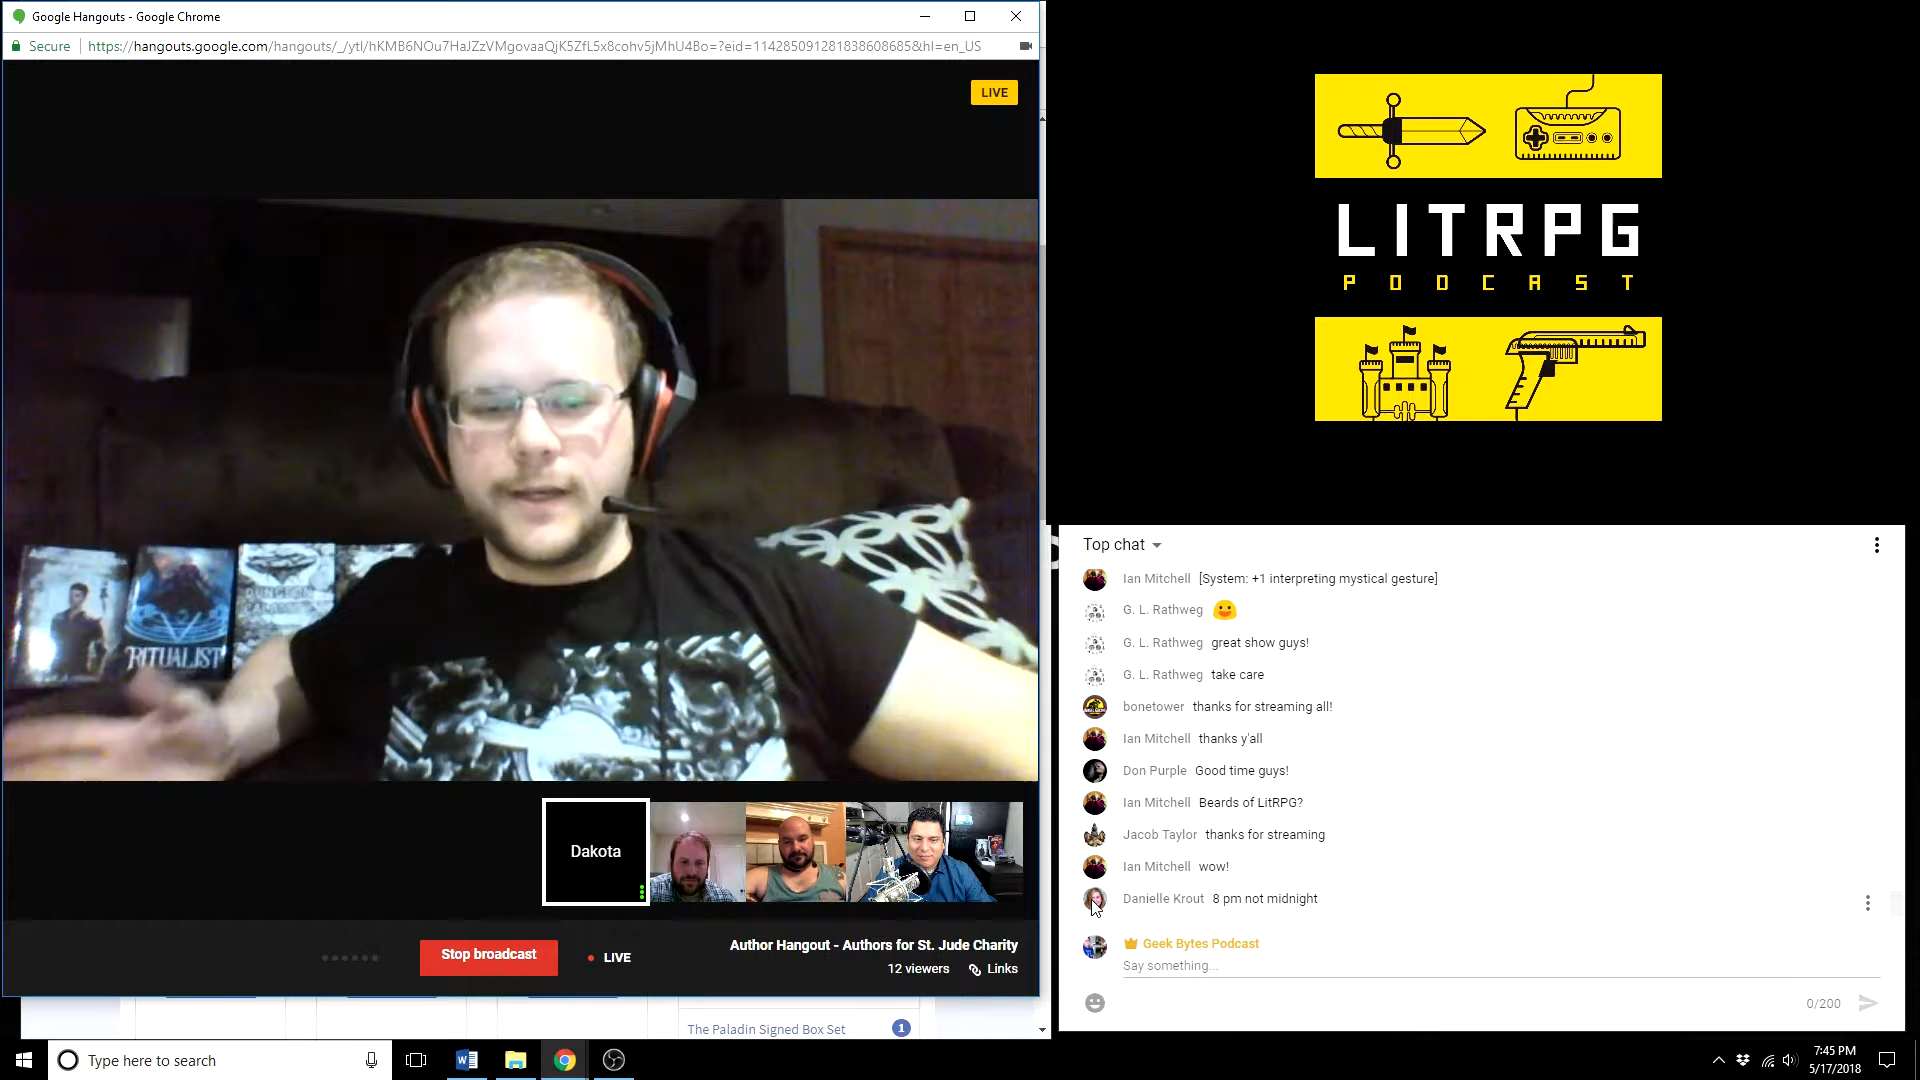 Google Hangouts - Google Chrome
Secure
https://hangouts.google.com/hangouts/_/ytl/hKMB6NOu7HaJZzVMgovaaQjK5ZfL5x8cohv5jMhU4Bo=?eid=114285091281838608685&hl=en_US
LIVE
RITUALIST
DUNGEON
Dakota
Stop broadcast
LIVE
Author Hangout - Authors for St. Jude Charity
12 viewers
Links
The Paladin Signed Box Set
1
LITRPG
PODCAST
Top chat
Ian Mitchell [System: +1 interpreting mystical gesture]
G. L. Rathweg
G. L. Rathweg great show guys!
G. L. Rathweg take care
bonetower thanks for streaming all!
Ian Mitchell thanks y'all
Don Purple Good time guys!
Ian Mitchell Beards of LitRPG?
Jacob Taylor thanks for streaming
Ian Mitchell wow!
Danielle Krout 8 pm not midnight
Geek Bytes Podcast
Say something...
0/200
Type here to search
7:45 PM
5/17/2018